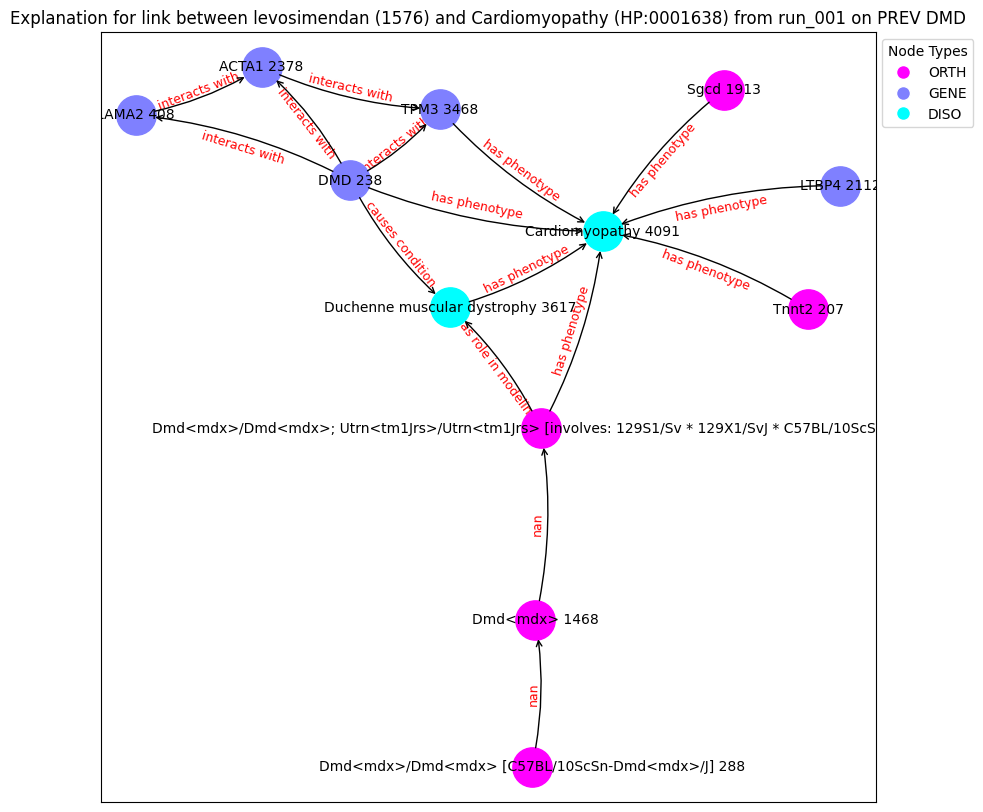 Explanation for link between levosimendan (1576) and Cardiomyopathy (HP:0001638) from run_001 on PREV DMD
Node Types
ORTH
GENE
DISO
ACTA1 2378
Sgcd 1913
interacts with
interacts with
TPM3 3468
LAMA2 408
interacts with
interacts with
interacts with
has phenotype
has phenotype
DMD 238
LTBP4 2112
has phenotype
has phenotype
causes condition
Cardiomyopathy 4091
has phenotype
has phenotype
Duchenne muscular dystrophy 3617
Tnnt2 207
has phenotype
as role in modelin
Dmd<mdx>/Dmd<mdx>; Utrn<tm1Jrs>/Utrn<tm1Jrs> [involves: 129S1/Sv * 129X1/SvJ * C57BL/10ScS
nan
Dmd<mdx> 1468
nan
Dmd<mdx>/Dmd<mdx> [C57BL/10ScSn-Dmd<mdx>/J] 288